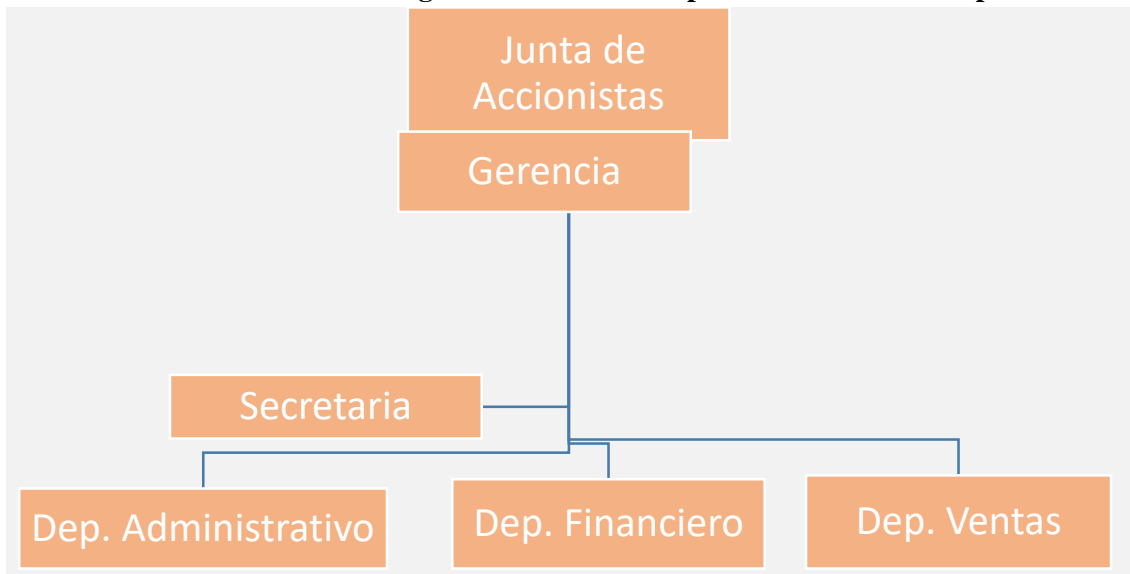 Junta de
Accionistas
Gerencia
Secretaria
Dep. Administrativo
Dep. Financiero
Dep. Ventas